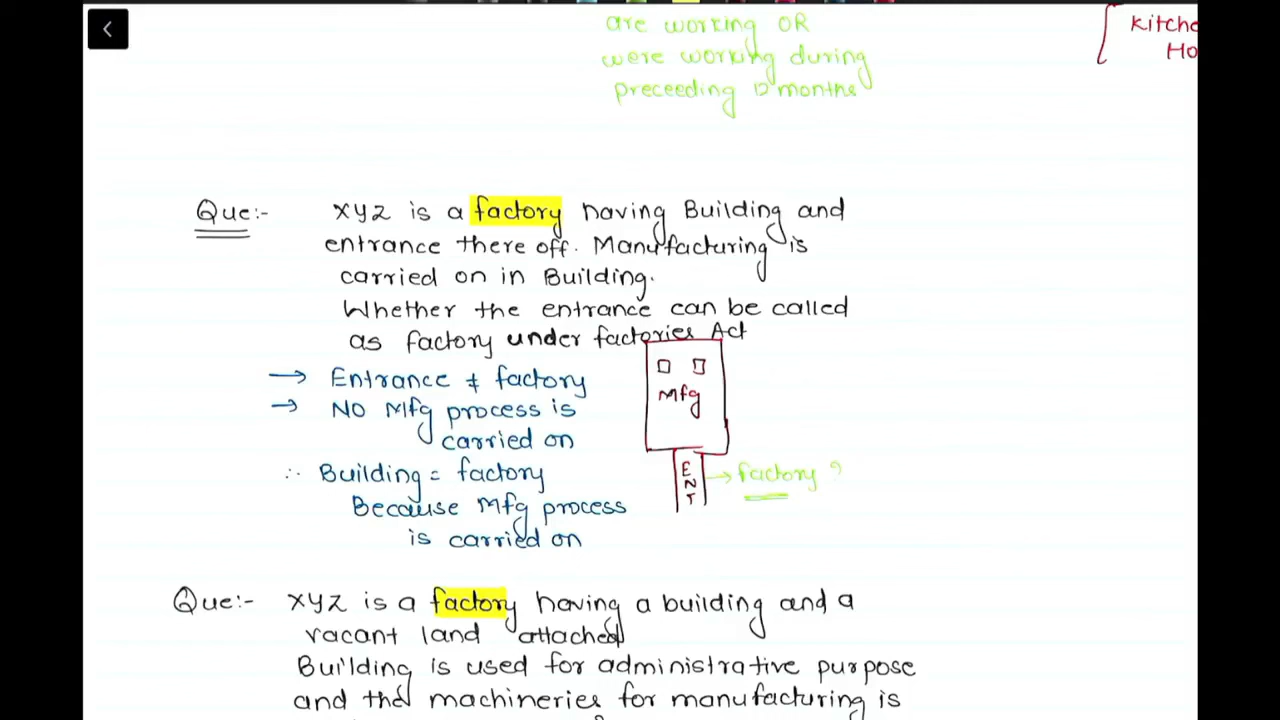 are working OR
were working during
preceeding 12 months
Kitche
Ho
Que:- XYZ is a factory having Building and
entrance there off. Manufacturing is
carried on in Building.
Whether the entrance can be called
as factory under factories Act
→ Entrance ≠ factory
→ NO Mfg process is
carried on
∴ Building = factory
Because Mfg process
is carried on
Mfg
ENT
→ factory ?
Que:- XYZ is a factory having a building and a
vacant land attached
Building is used for administrative purpose
and the machineries for manufacturing is